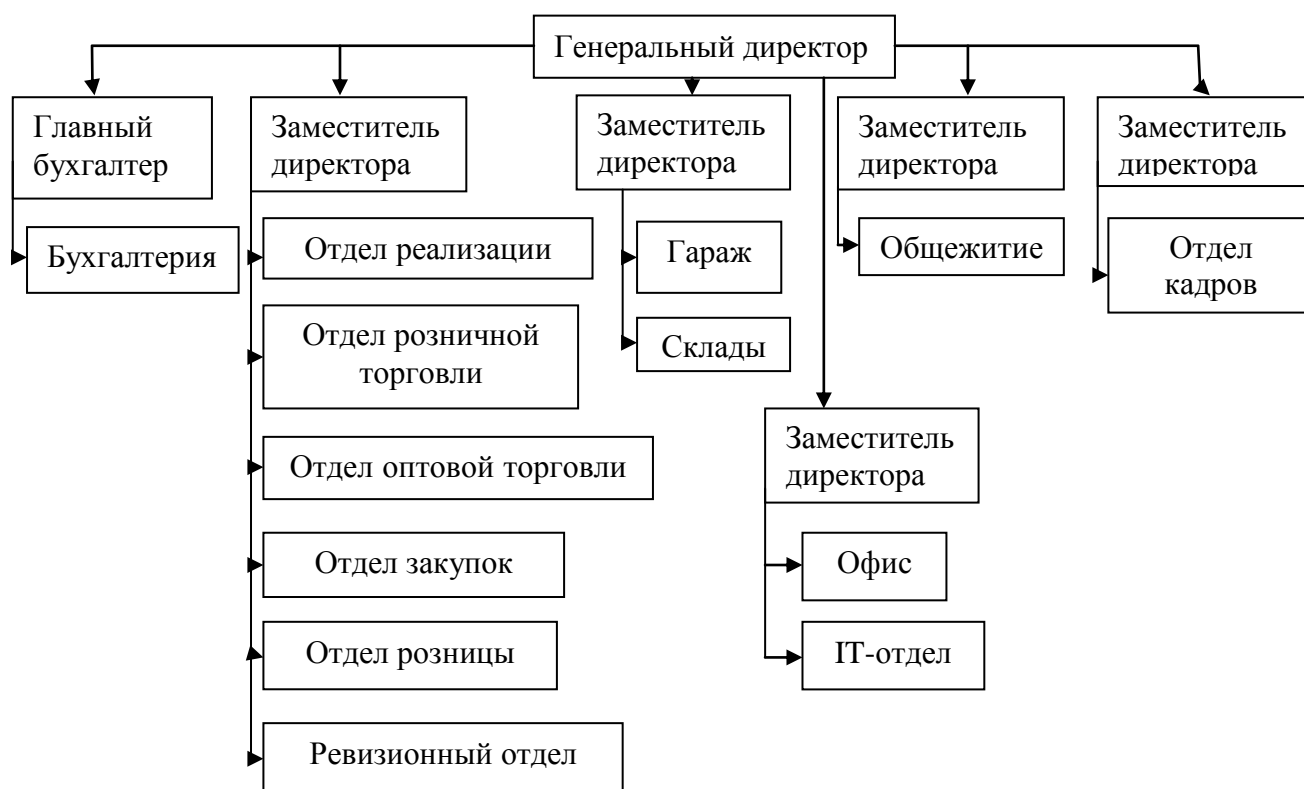 Генеральный директор
Главный
бухгалтер
Заместитель
директора
Заместитель
директора
Заместитель
директора
Заместитель
директора
Бухгалтерия
Отдел реализации
Гараж
Общежитие
Отдел
кадров
Отдел розничной
торговли
Склады
Отдел оптовой торговли
Заместитель
директора
Отдел закупок
Офис
Отдел розницы
IT-отдел
Ревизионный отдел